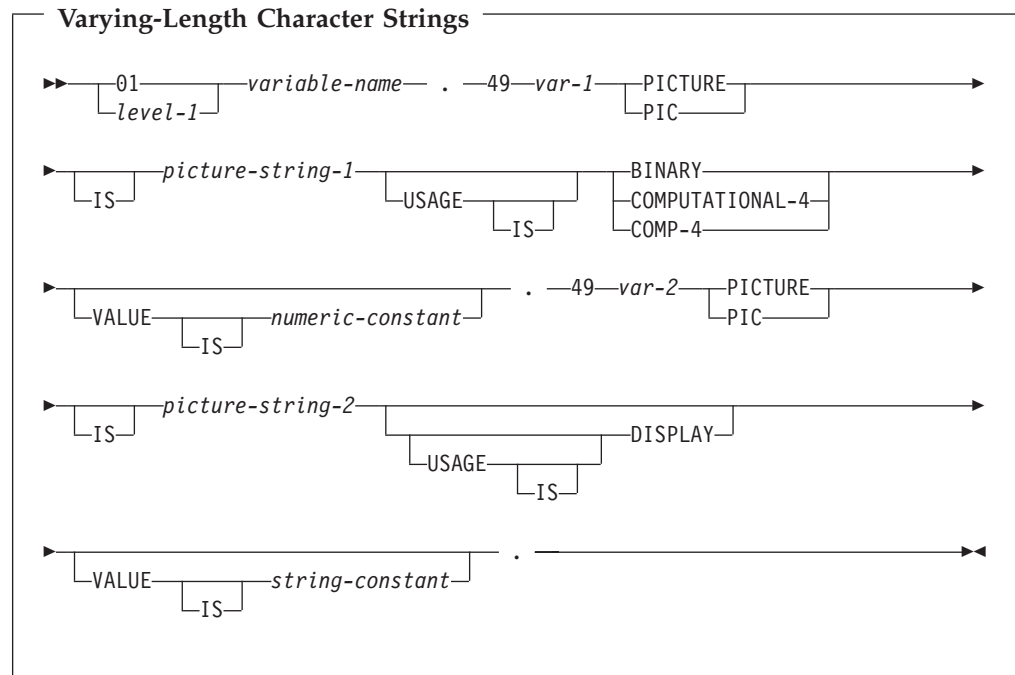 Varying-Length Character Strings
01 variable-name . 49 var-1 PICTURE
level-1 PIC
IS picture-string-1 USAGE IS BINARY
COMPUTATIONAL-4
COMP-4
VALUE IS numeric-constant . 49 var-2 PICTURE
PIC
IS picture-string-2 USAGE IS DISPLAY
VALUE IS string-constant .